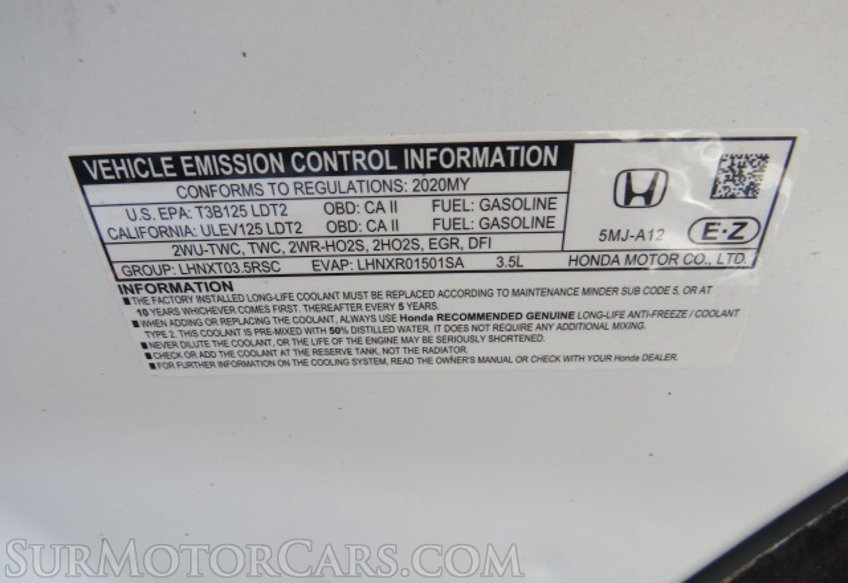 VEHICLE EMISSION CONTROL INFORMATION
CONFORMS TO REGULATIONS: 2020MY
U.S. EPA: T3B125 LDT2 OBD: CA II FUEL: GASOLINE
CALIFORNIA: ULEV125 LDT2 OBD: CA II FUEL: GASOLINE
2WU-TWC, TWC, 2WR-HO2S, 2HO2S, EGR, DFI
5MJ-A12 E·Z
GROUP: LHNXT03.5RSC EVAP: LHNXR01501SA 3.5L HONDA MOTOR CO., LTD.
INFORMATION
■THE FACTORY INSTALLED LONG-LIFE COOLANT MUST BE REPLACED ACCORDING TO MAINTENANCE MINDER SUB CODE 5, OR AT
10 YEARS WHICHEVER COMES FIRST. THEREAFTER EVERY 5 YEARS.
■WHEN ADDING OR REPLACING THE COOLANT, ALWAYS USE Honda RECOMMENDED GENUINE LONG-LIFE ANTI-FREEZE / COOLANT
TYPE 2. THIS COOLANT IS PRE-MIXED WITH 50% DISTILLED WATER. IT DOES NOT REQUIRE ANY ADDITIONAL MIXING.
■NEVER DILUTE THE COOLANT, OR THE LIFE OF THE ENGINE MAY BE SERIOUSLY SHORTENED.
■CHECK OR ADD THE COOLANT AT THE RESERVE TANK, NOT THE RADIATOR.
■FOR FURTHER INFORMATION ON THE COOLING SYSTEM, READ THE OWNER'S MANUAL OR CHECK WITH YOUR Honda DEALER.
SURMOTORCARS.COM